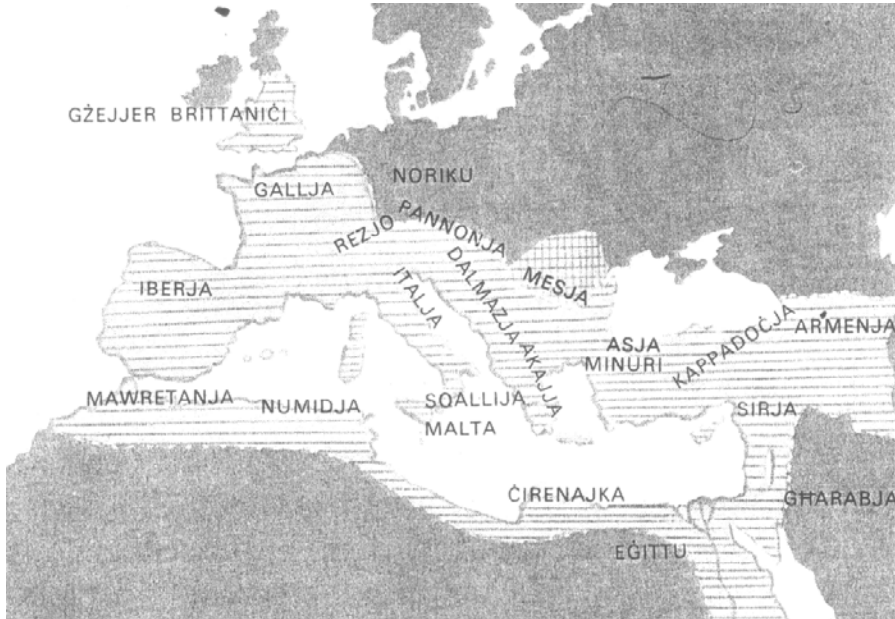 GŻEJJER BRITTANIĊI
GALLJA
NORIKU
REZJO
PANNONJA
IBERJA
ITALJA
DALMAZJA
MESJA
AKAJJA
ASJA
MINURI
KAPPADOĊJA
ARMENJA
MAWRETANJA
NUMIDJA
SQALLIJA
MALTA
SIRJA
ĊIRENAJKA
GĦARABJA
EĠITTU